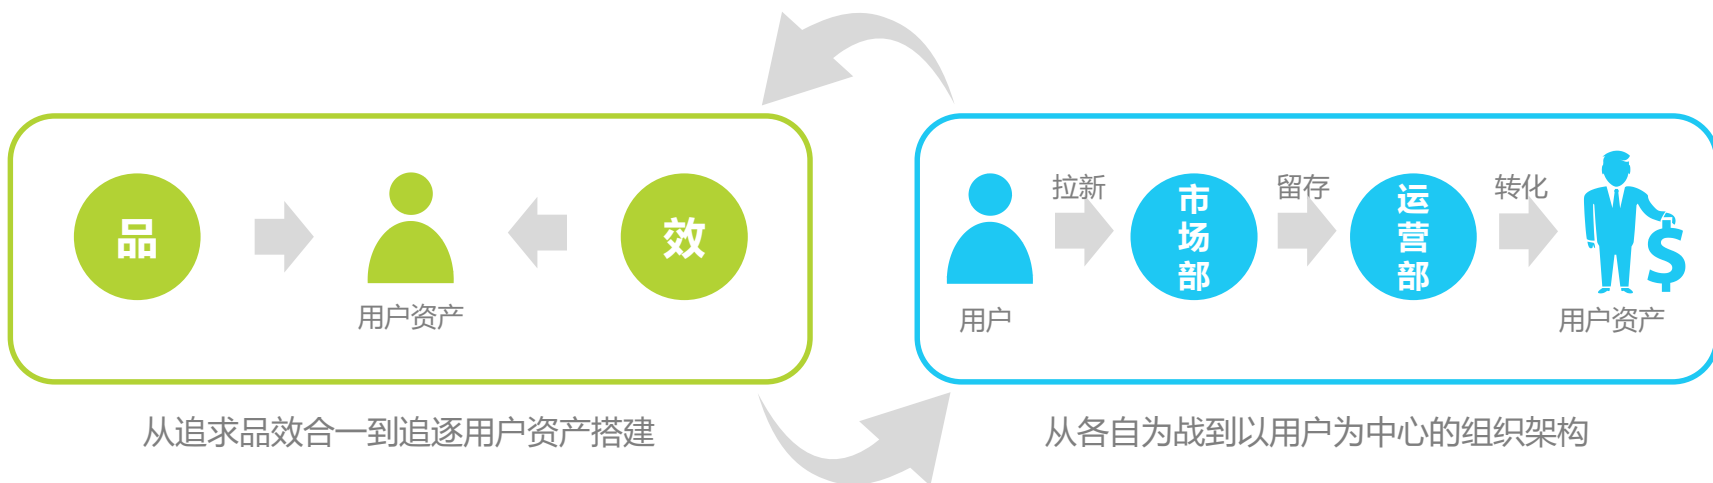 品
用户资产
效
从追求品效合一到追逐用户资产搭建
用户
拉新
市场部
留存
运营部
转化
用户资产
从各自为战到以用户为中心的组织架构